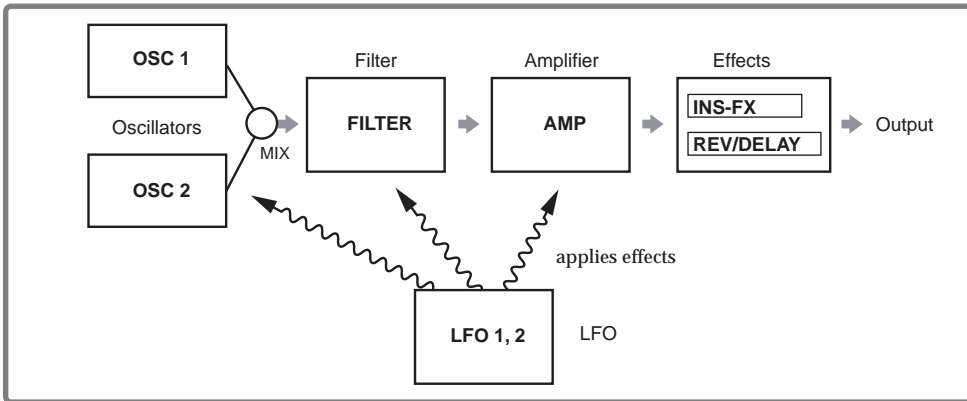 OSC 1
Oscillators
OSC 2
MIX
Filter
FILTER
Amplifier
AMP
Effects
INS-FX
REV/DELAY
Output
applies effects
LFO 1, 2
LFO